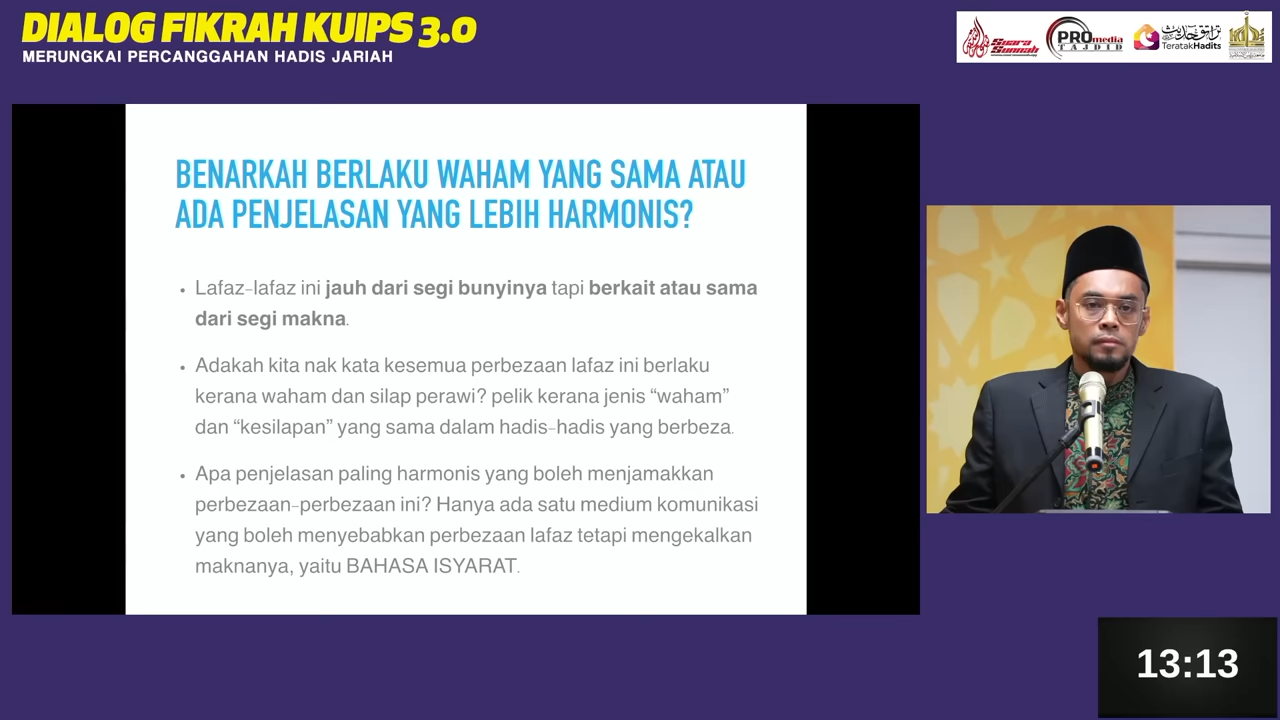 DIALOG FIKRAH KUIPS 3.0
MERUNGKAI PERCANGGAHAN HADIS JARIAH
Suara Sunnah
PROmedia
TAJDID
TeratakHadits
BENARKAH BERLAKU WAHAM YANG SAMA ATAU
ADA PENJELASAN YANG LEBIH HARMONIS?
• Lafaz-lafaz ini jauh dari segi bunyinya tapi berkait atau sama
dari segi makna.
• Adakah kita nak kata kesemua perbezaan lafaz ini berlaku
kerana waham dan silap perawi? pelik kerana jenis “waham”
dan “kesilapan” yang sama dalam hadis-hadis yang berbeza.
• Apa penjelasan paling harmonis yang boleh menjamakkan
perbezaan-perbezaan ini? Hanya ada satu medium komunikasi
yang boleh menyebabkan perbezaan lafaz tetapi mengekalkan
maknanya, yaitu BAHASA ISYARAT.
13:13